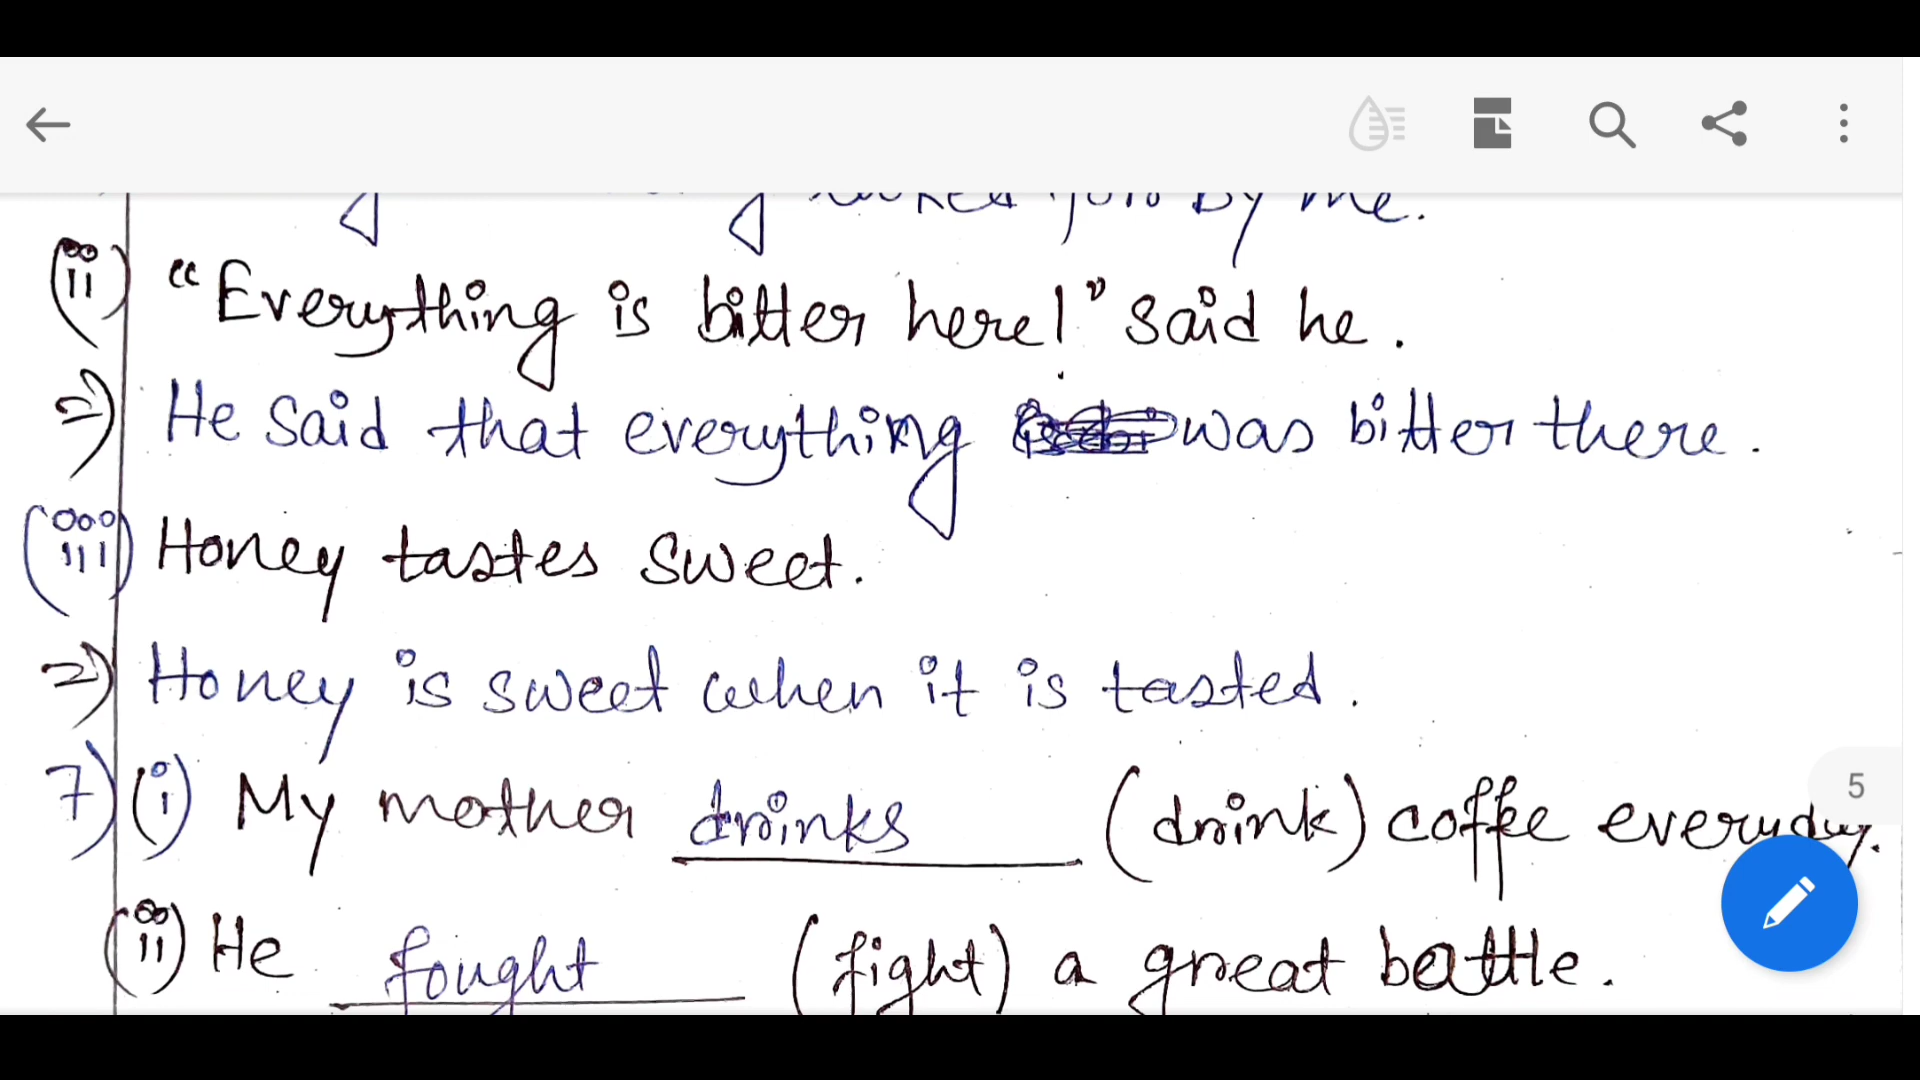 by me.
(ii) "Everything is bitter here!" said he.
⇒) He said that everything was bitter there.
(iii) Honey tastes sweet.
⇒) Honey is sweet when it is tasted.
7) (i) My mother drinks (drink) coffee everyday.
5
(ii) He fought (fight) a great battle.